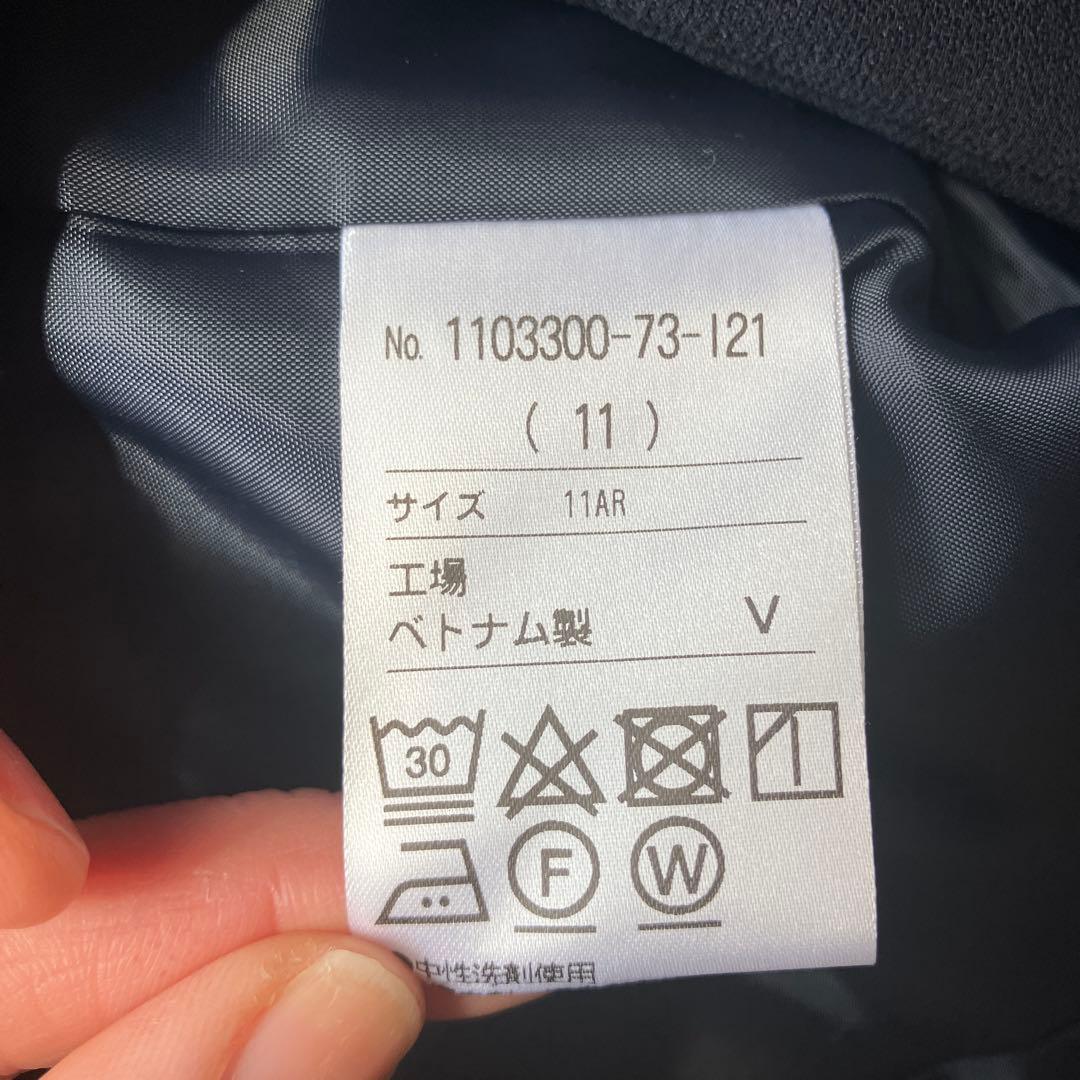 No. 1103300-73-I21
( 11 )
サイズ 11AR
工場
ベトナム製 V
30
F W
中性洗剤使用